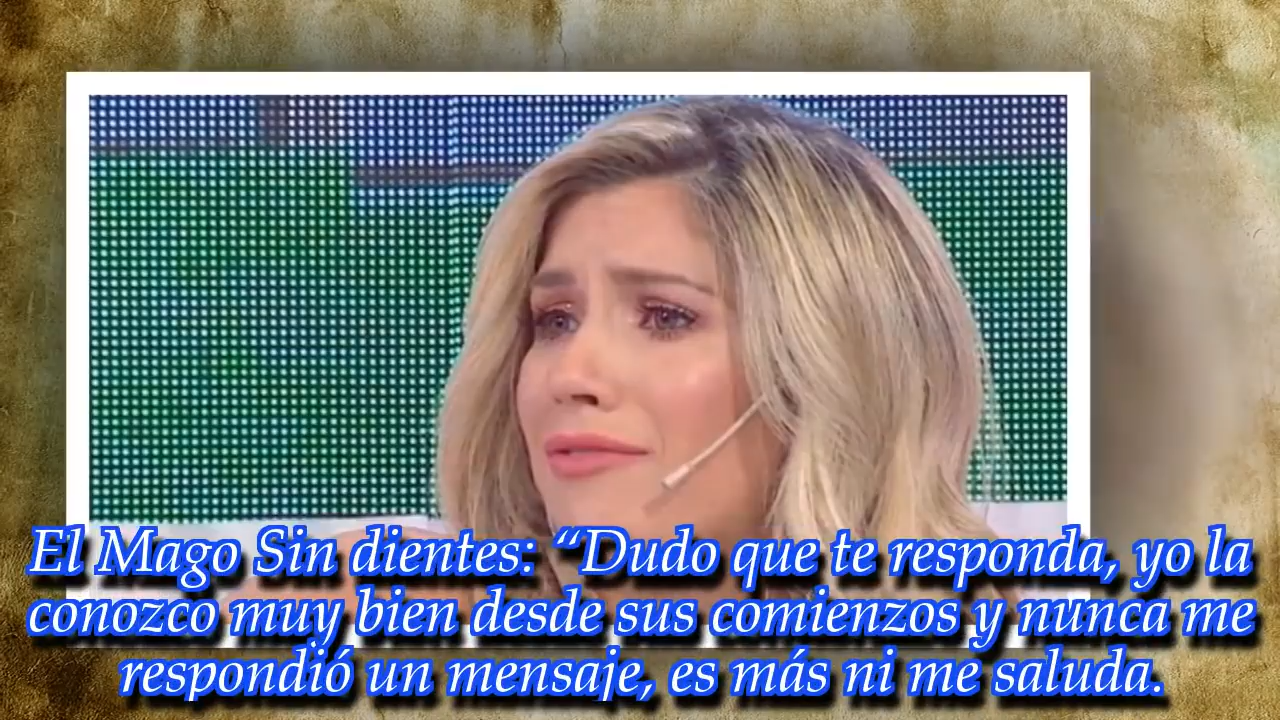 El Mago Sin dientes: “Dudo que te responda, yo la
conozco muy bien desde sus comienzos y nunca me
respondió un mensaje, es más ni me saluda.